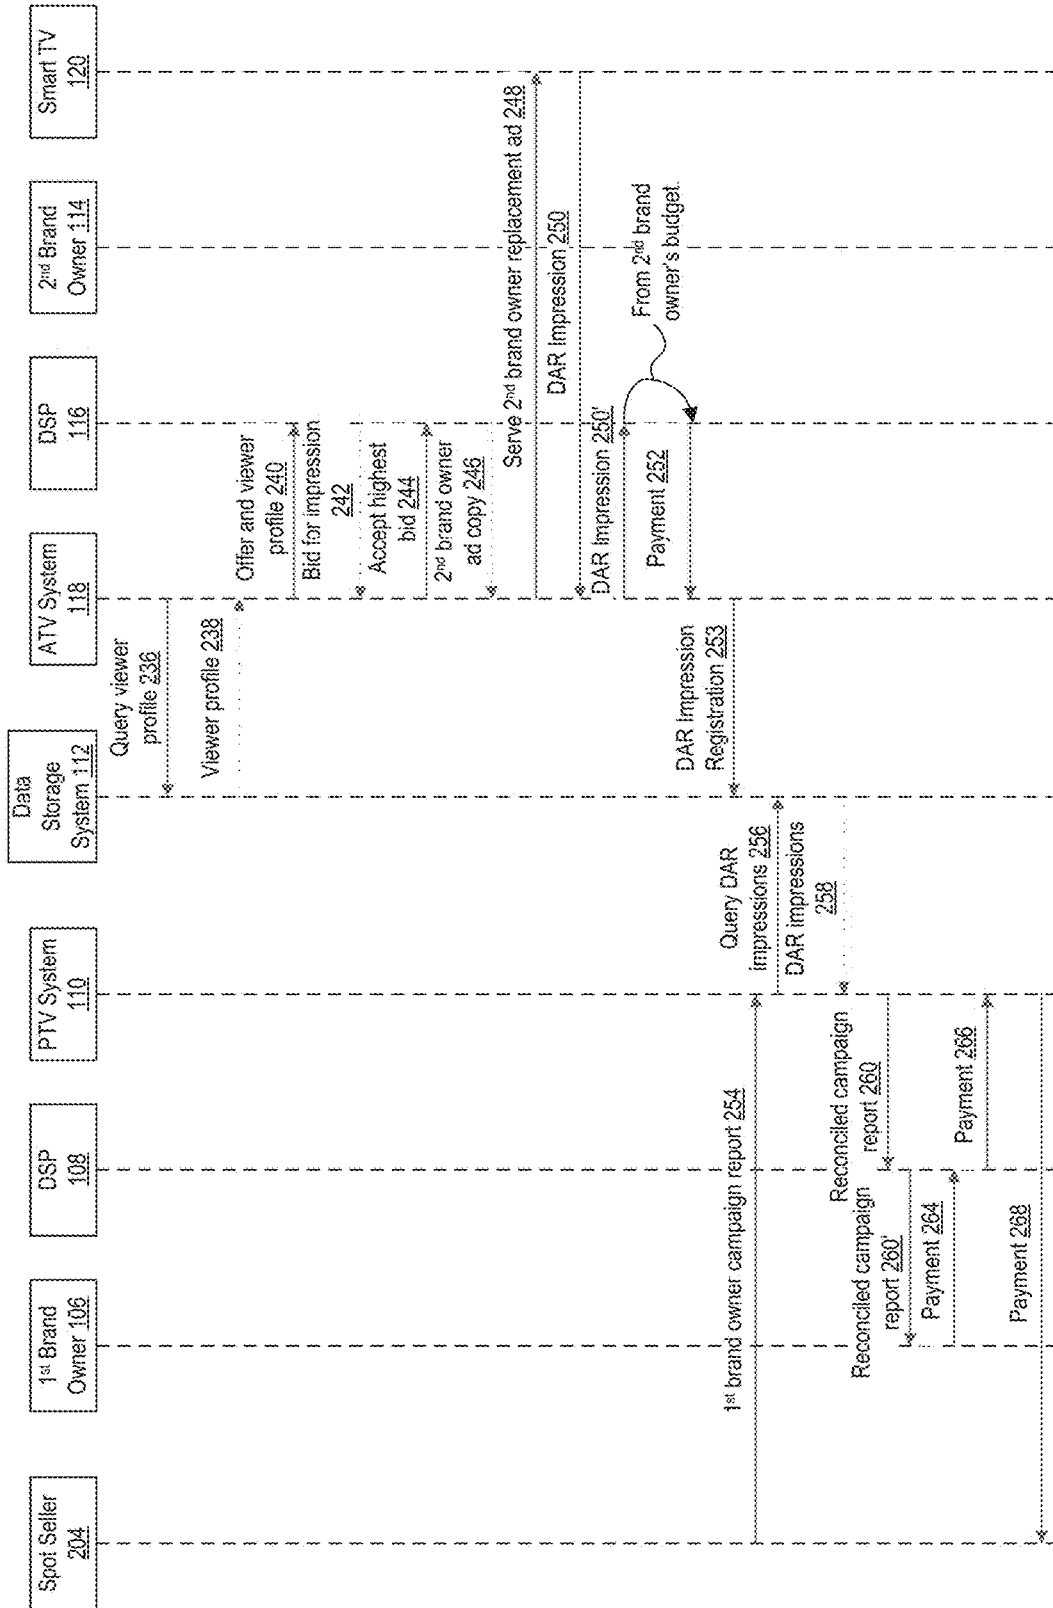 Spot Seller
204
1st Brand
Owner 106
DSP
108
PTV System
110
Data
Storage
System 112
ATV System
118
DSP
116
2nd Brand
Owner 114
Smart TV
120
Query viewer
profile 236
Viewer profile 238
Offer and viewer
profile 240
Bid for impression
242
Accept highest
bid 244
2nd brand owner
ad copy 246
Serve 2nd brand owner replacement ad 248
DAR Impression 250
DAR Impression 250'
From 2nd brand
owner's budget.
Payment 252
DAR Impression
Registration 253
1st brand owner campaign report 254
Query DAR
impressions 256
DAR impressions
258
Reconciled campaign
report 260
Reconciled campaign
report 260'
Payment 264
Payment 266
Payment 268